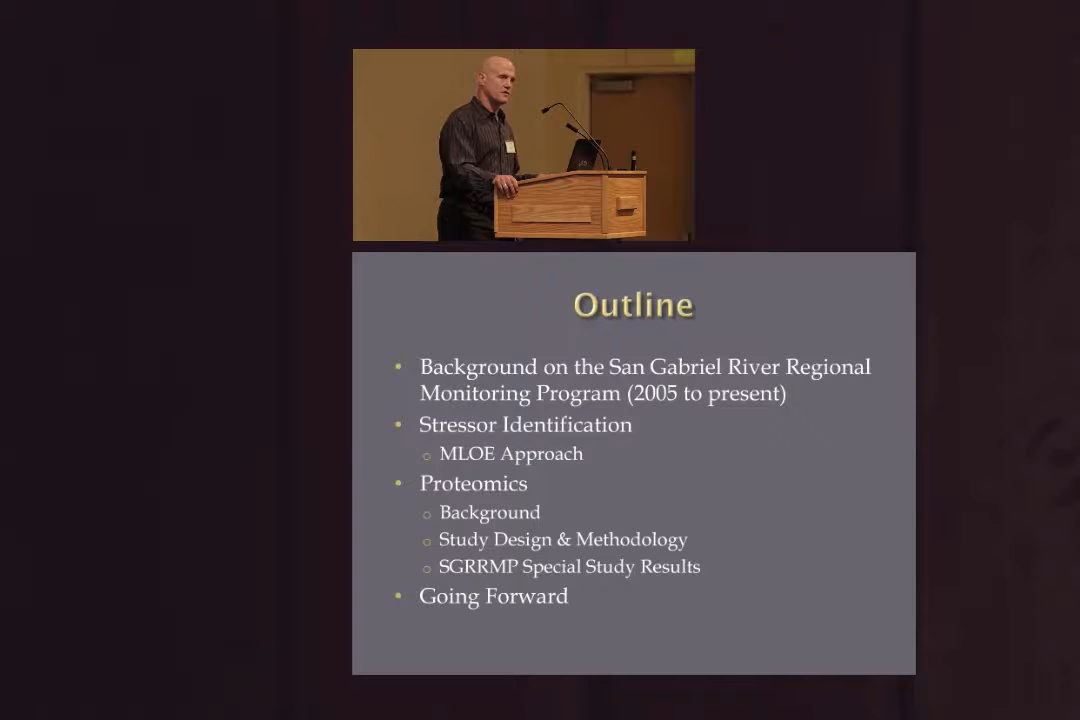 Outline
• Background on the San Gabriel River Regional
Monitoring Program (2005 to present)
• Stressor Identification
○ MLOE Approach
• Proteomics
○ Background
○ Study Design & Methodology
○ SGRRMP Special Study Results
• Going Forward